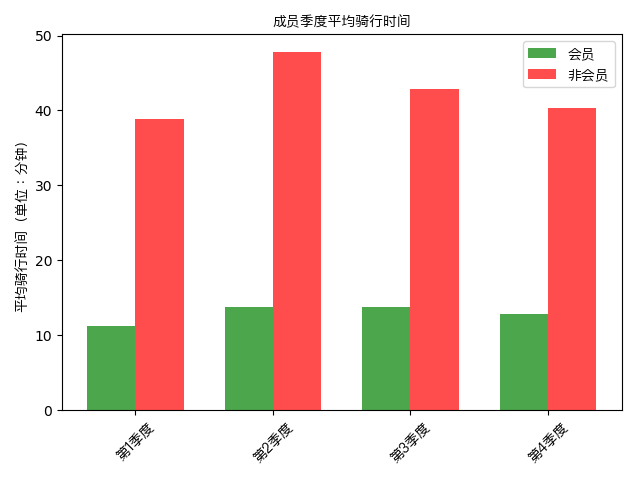 成员季度平均骑行时间
会员
非会员
平均骑行时间（单位：分钟）
50
40
30
20
10
0
第1季度
第2季度
第3季度
第4季度